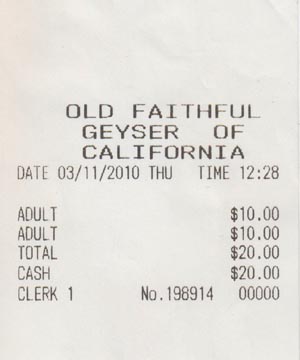 OLD FAITHFUL
GEYSER OF
CALIFORNIA
DATE 03/11/2010 THU TIME 12:28
ADULT $10.00
ADULT $10.00
TOTAL $20.00
CASH $20.00
CLERK 1 No.198914 00000